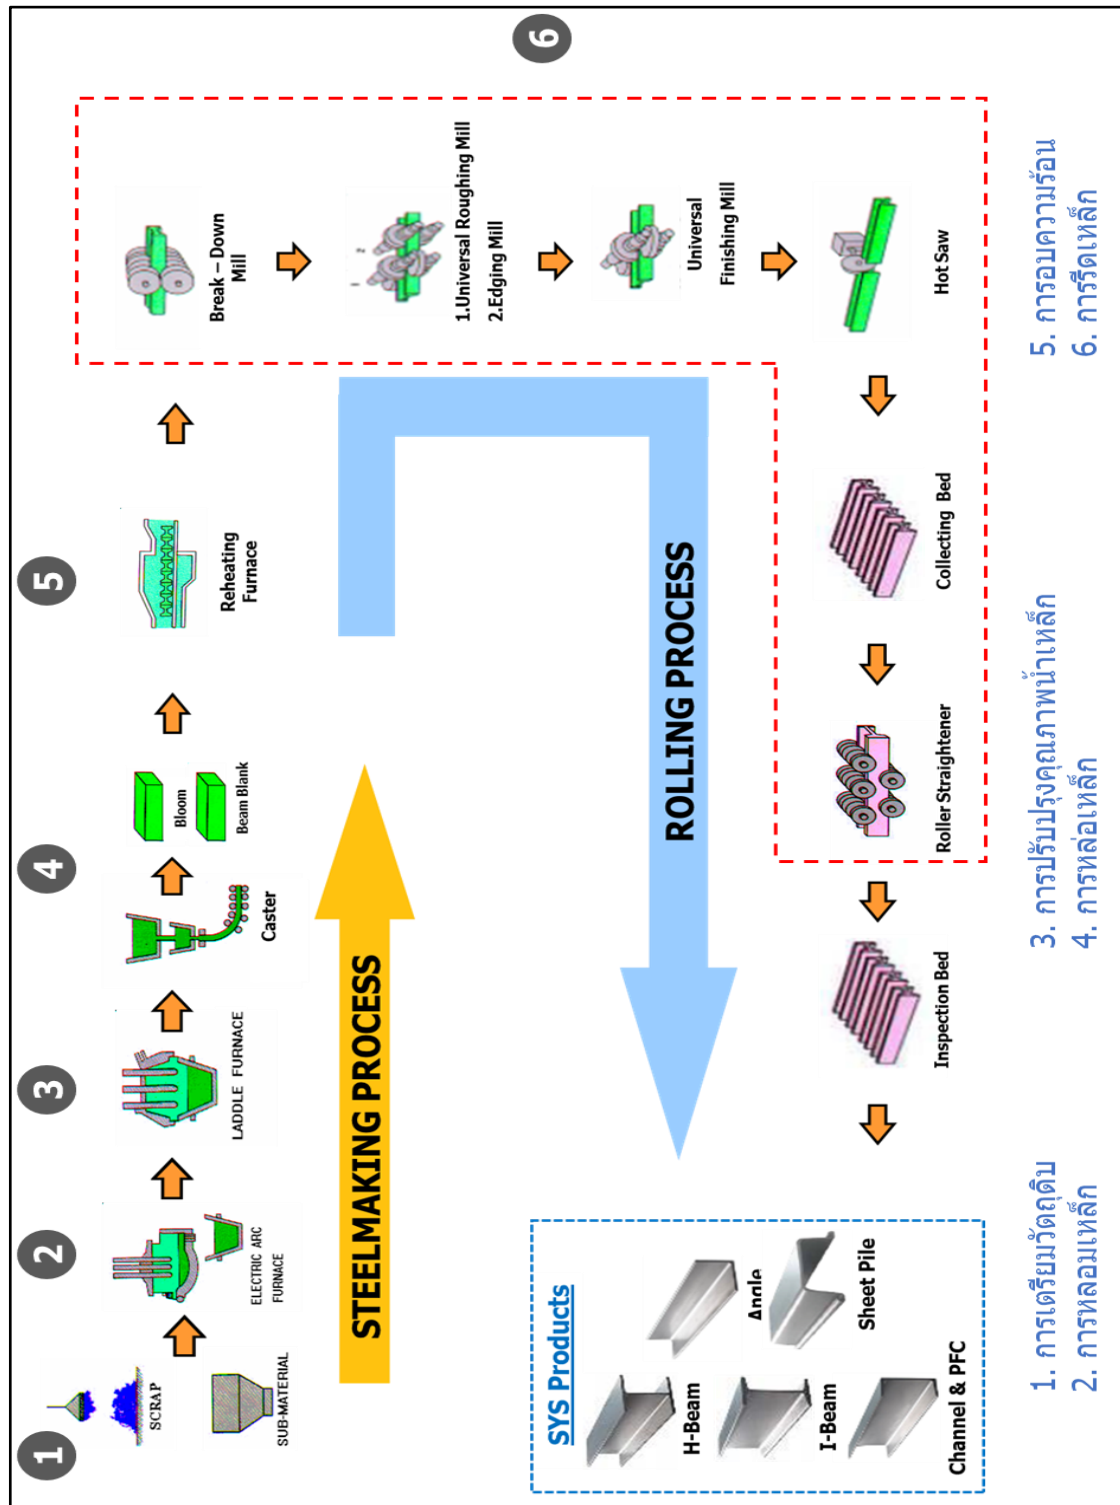 1
SCRAP
SUB-MATERIAL
2
ELECTRIC ARC
FURNACE
3
LADDLE FURNACE
4
Caster
Bloom
Beam Blank
5
Reheating
Furnace
6
Break – Down
Mill
1
2
1.Universal Roughing Mill
2.Edging Mill
Universal
Finishing Mill
Hot Saw
STEELMAKING PROCESS
ROLLING PROCESS
Collecting Bed
Roller Straightener
Inspection Bed
SYS Products
H-Beam
Angle
I-Beam
Sheet Pile
Channel & PFC
1. การเตรียมวัตถุดิบ
2. การหลอมเหล็ก
3. การปรับปรุงคุณภาพน้ำเหล็ก
4. การหล่อเหล็ก
5. การอบความร้อน
6. การรีดเหล็ก